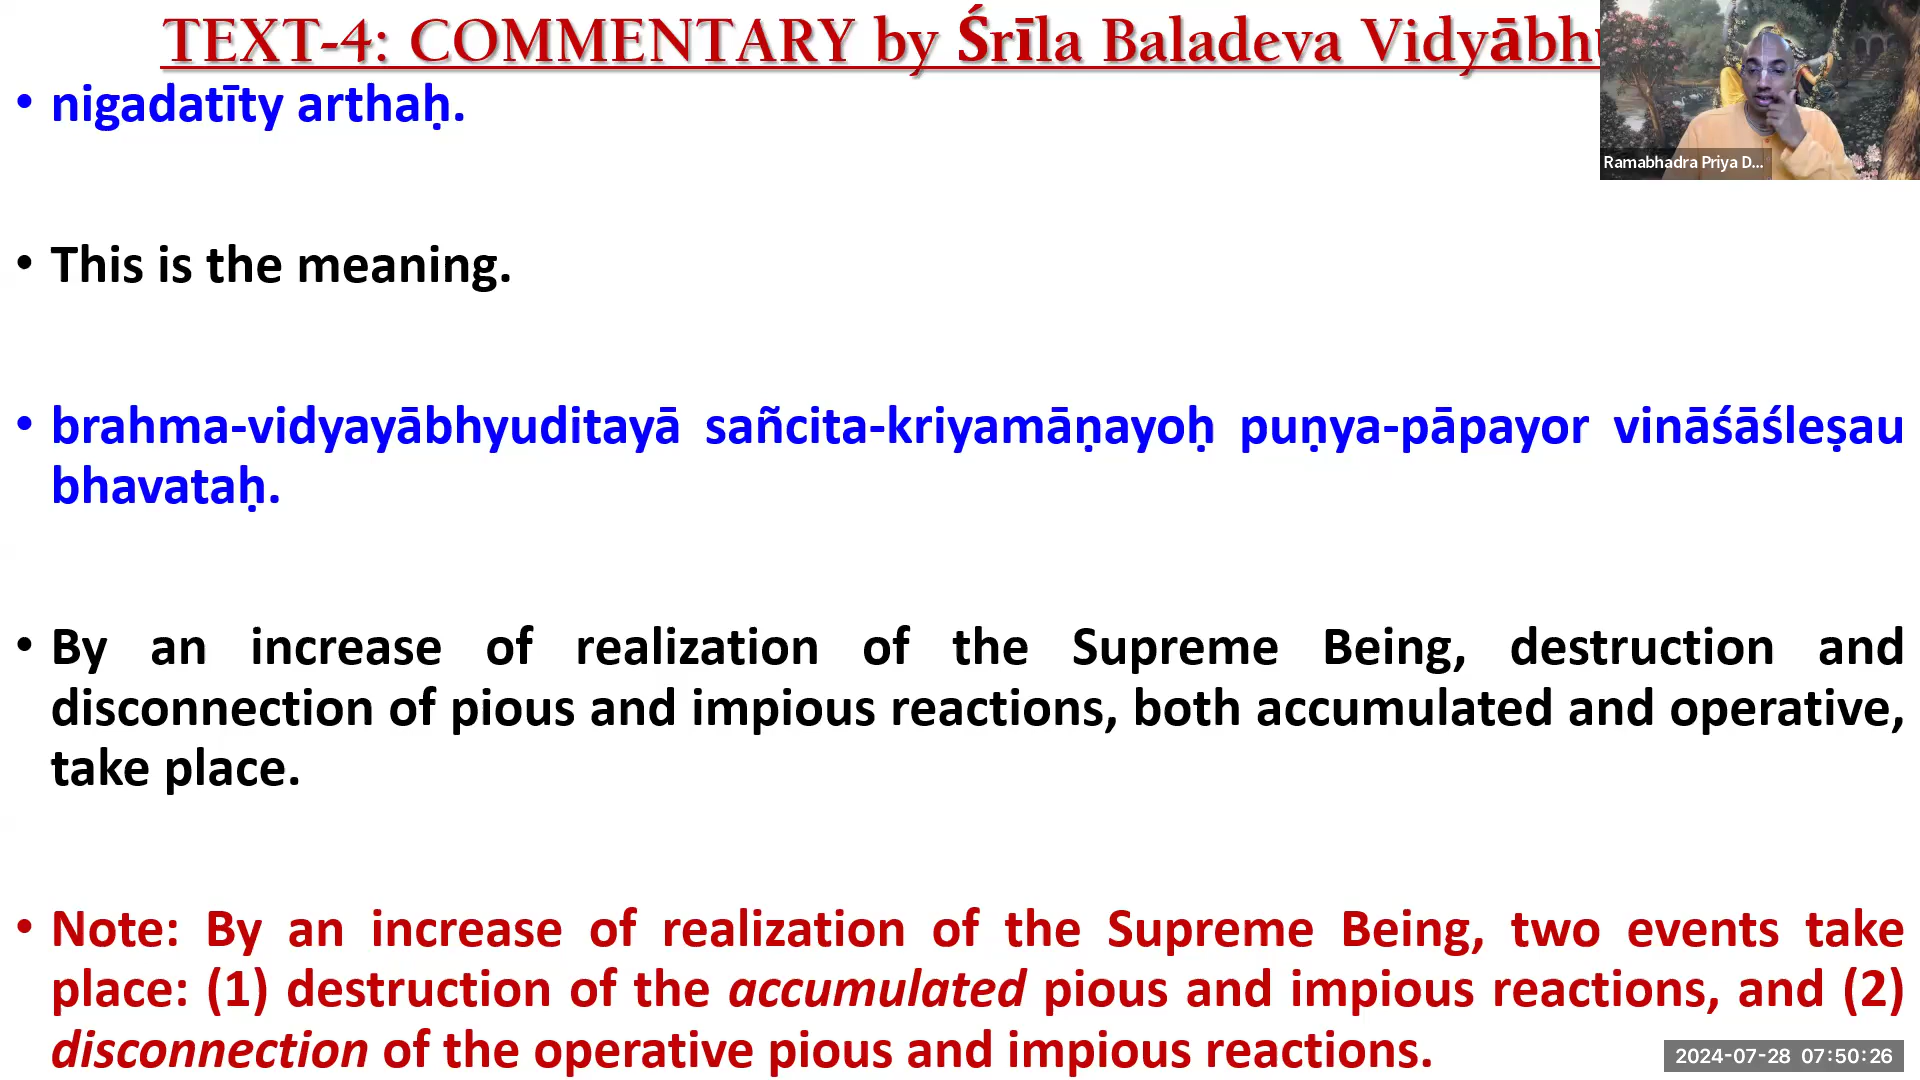 TEXT-4: COMMENTARY by Śrīla Baladeva
• nigadatīty arthaḥ.
Ramabhadra Priya D...
• This is the meaning.
• brahma-vidyayābhyuditayā sañcita-kriyamāṇayoḥ puṇya-pāpayor vināśāśleṣau
bhavataḥ.
• By an increase of realization of the Supreme Being, destruction and
disconnection of pious and impious reactions, both accumulated and operative,
take place.
• Note: By an increase of realization of the Supreme Being, two events take
place: (1) destruction of the accumulated pious and impious reactions, and (2)
disconnection of the operative pious and impious reactions.
2024-07-28 07:50:26